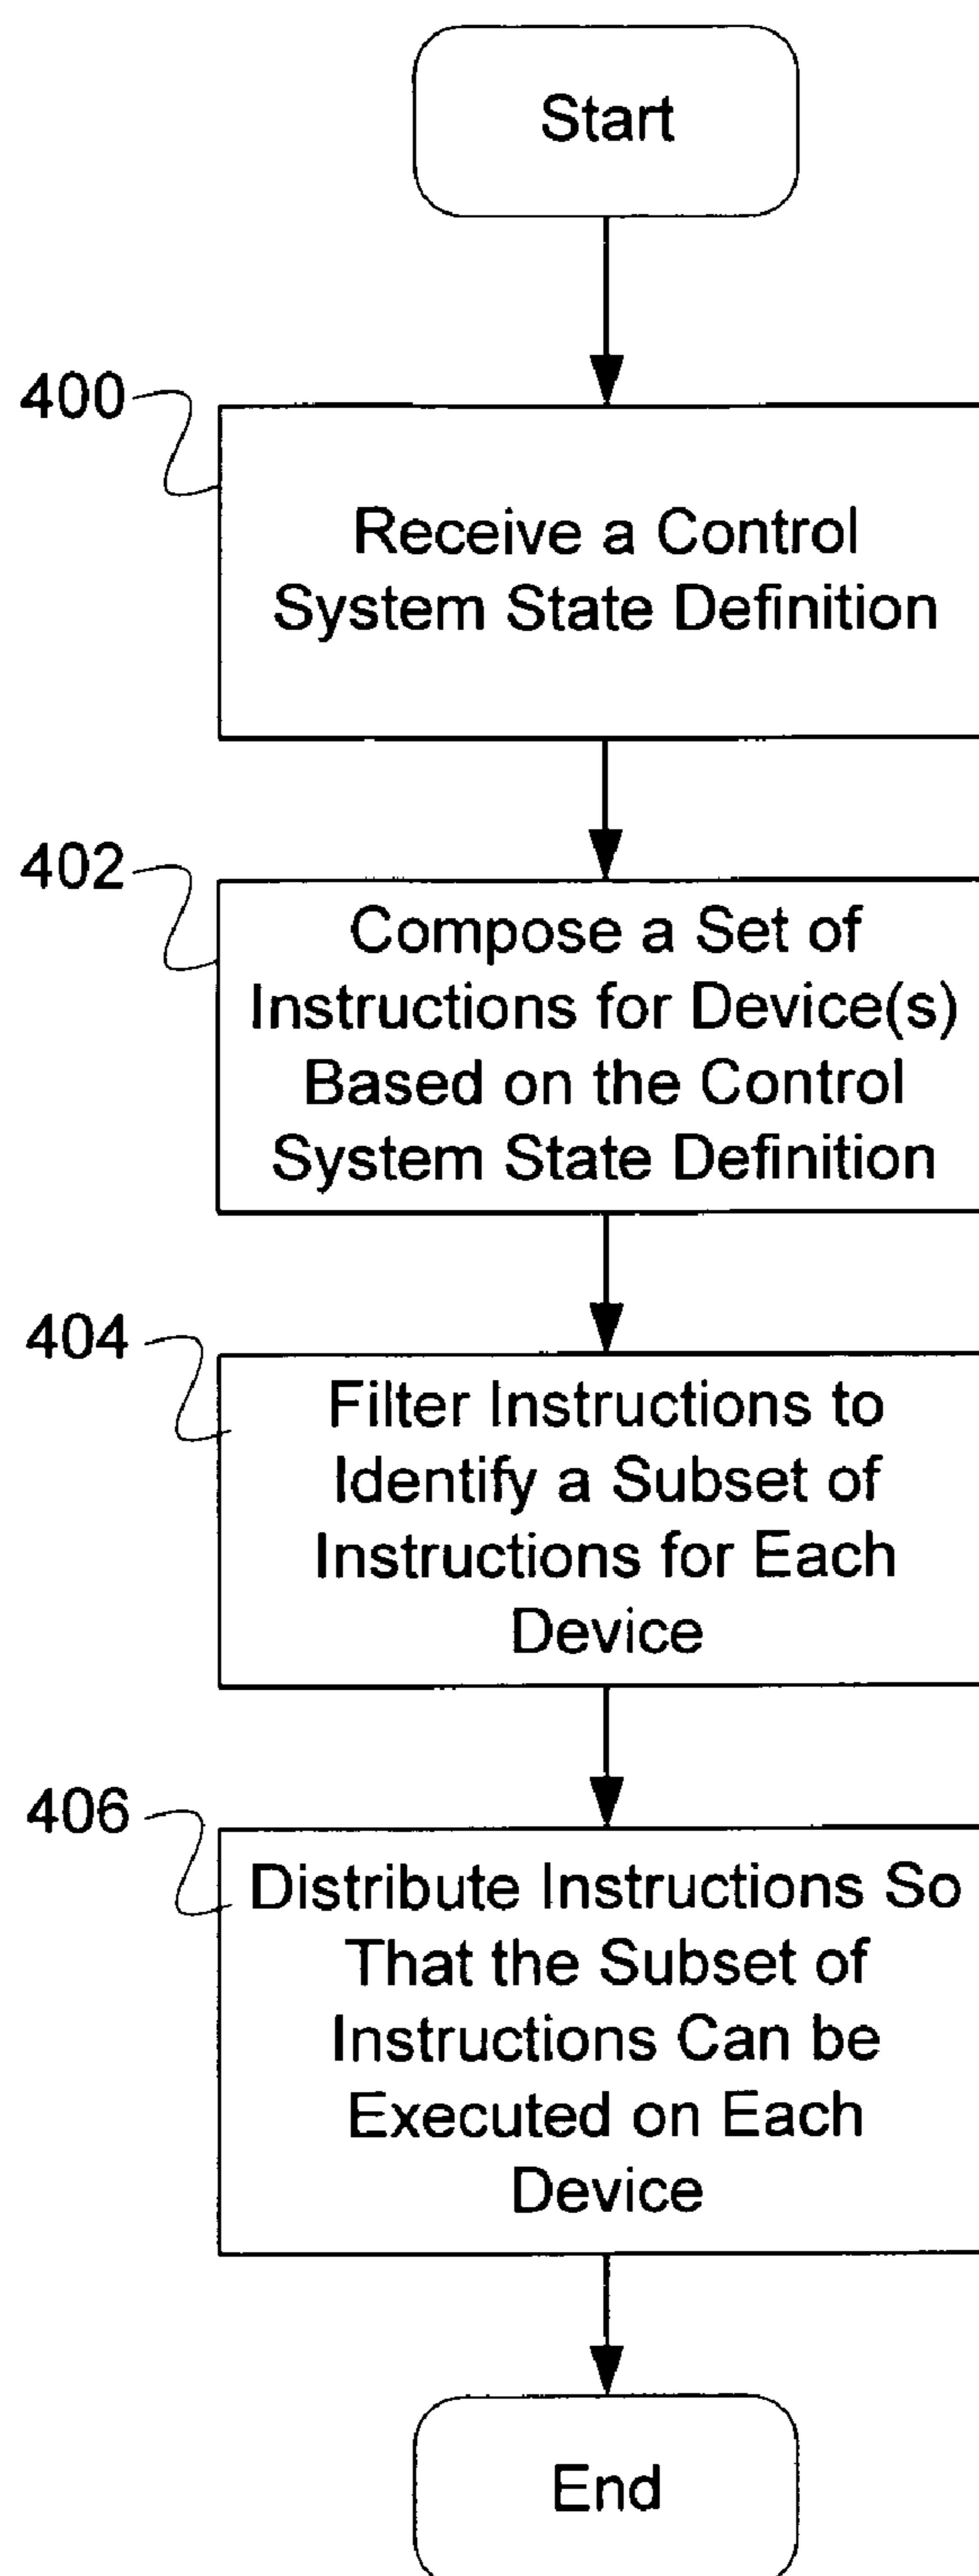 Start
400
Receive a Control
System State Definition
402
Compose a Set of
Instructions for Device(s)
Based on the Control
System State Definition
404
Filter Instructions to
Identify a Subset of
Instructions for Each
Device
406
Distribute Instructions So
That the Subset of
Instructions Can be
Executed on Each
Device
End